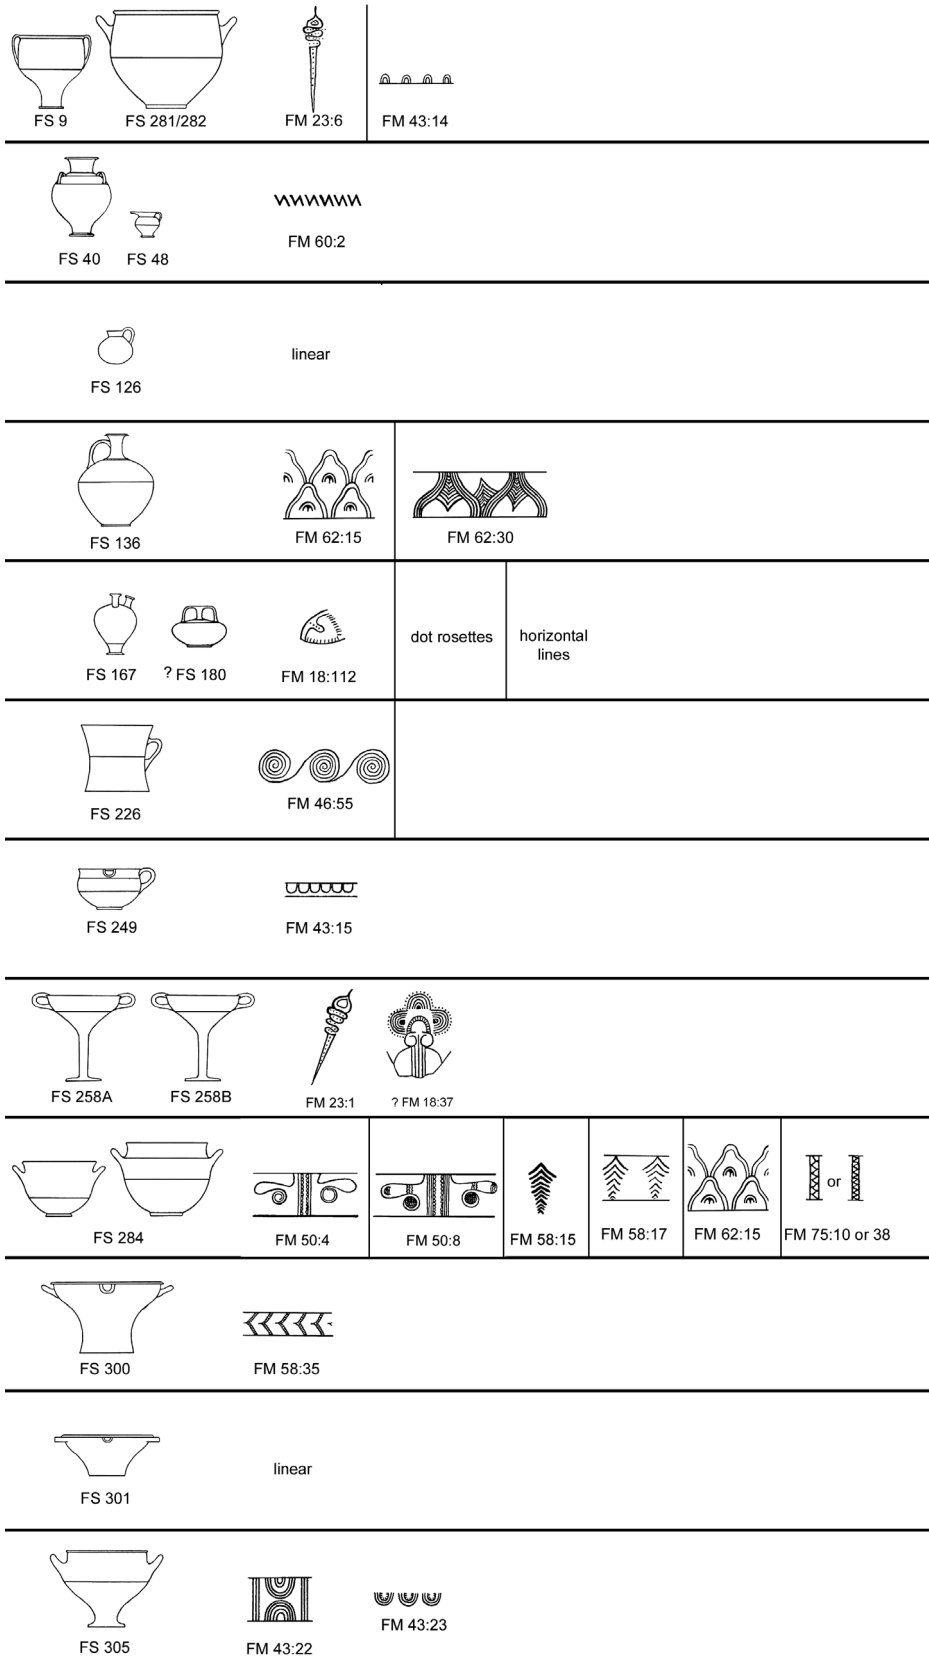 FS 9
FS 281/282
FM 23:6
FM 43:14
FS 40
FS 48
FM 60:2
FS 126
linear
FS 136
FM 62:15
FM 62:30
FS 167
? FS 180
FM 18:112
dot rosettes
horizontal
lines
FS 226
FM 46:55
FS 249
FM 43:15
FS 258A
FS 258B
FM 23:1
? FM 18:37
FS 284
FM 50:4
FM 50:8
FM 58:15
FM 58:17
FM 62:15
or
FM 75:10 or 38
FS 300
FM 58:35
FS 301
linear
FS 305
FM 43:22
FM 43:23